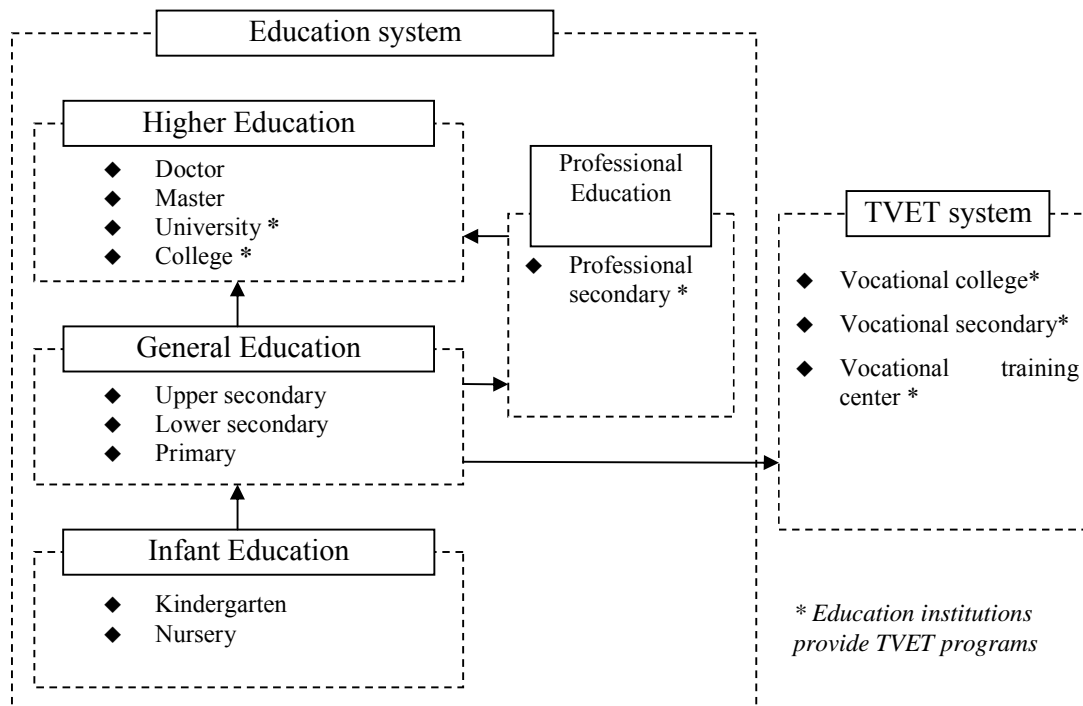 Education system
Higher Education
◆ Doctor
◆ Master
◆ University *
◆ College *
Professional
Education
◆ Professional
secondary *
TVET system
◆ Vocational college*
◆ Vocational secondary*
◆ Vocational training
center *
General Education
◆ Upper secondary
◆ Lower secondary
◆ Primary
Infant Education
◆ Kindergarten
◆ Nursery
* Education institutions
provide TVET programs